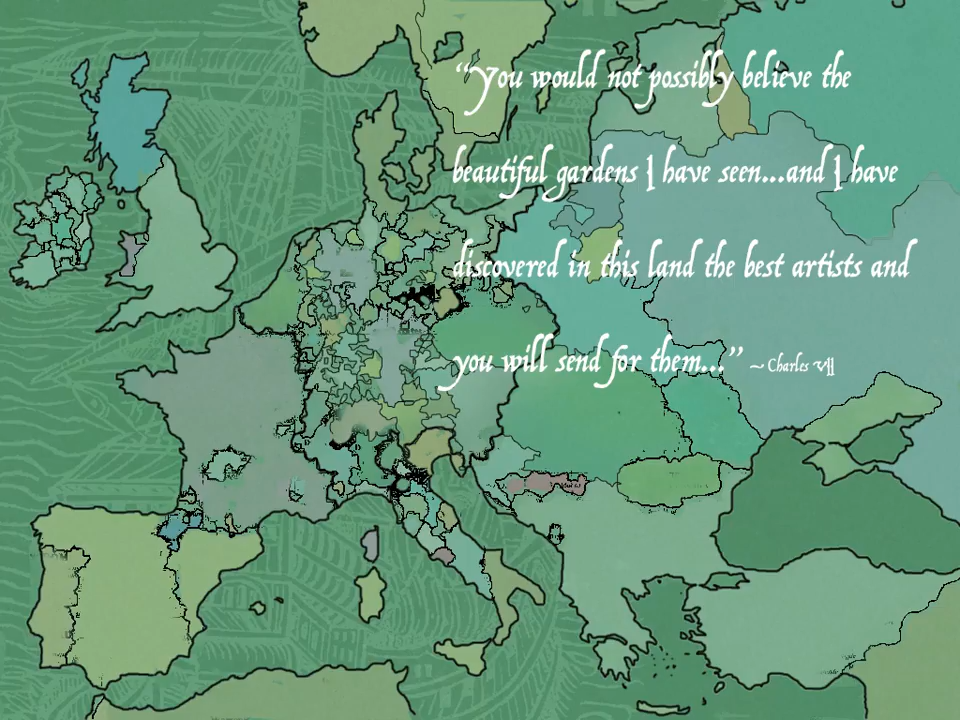 “You would not possibly believe the
beautiful gardens I have seen...and I have
discovered in this land the best artists and
you will send for them...” ~ Charles VII